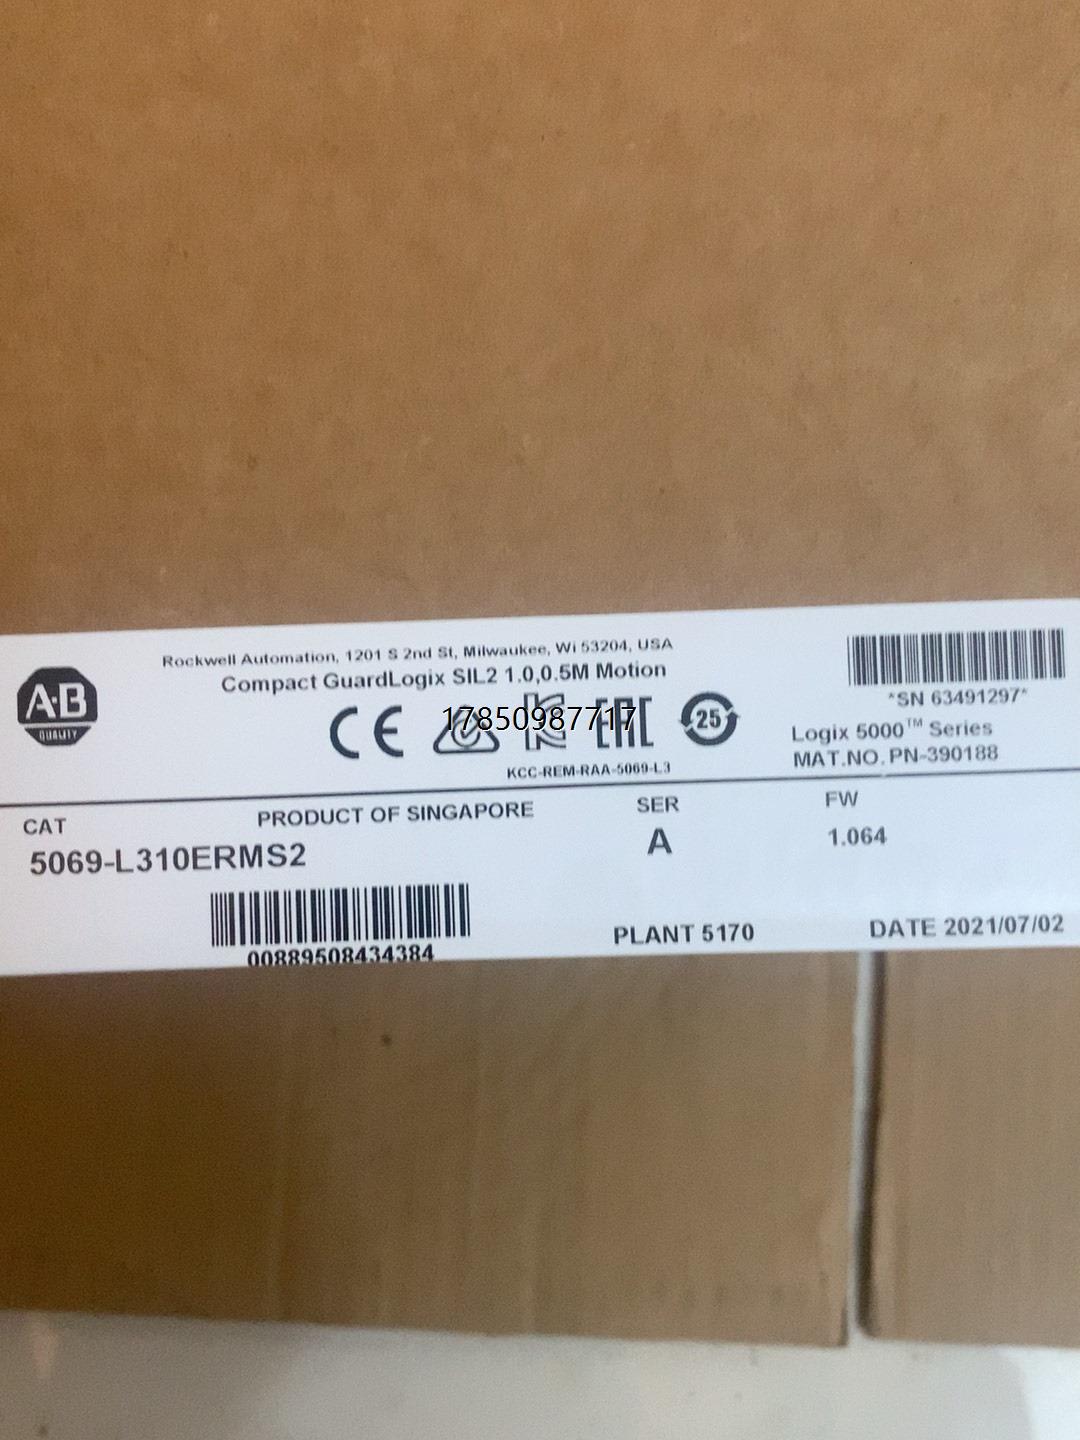 Rockwell Automation, 1201 S 2nd St, Milwaukee, Wi 53204, USA
Compact GuardLogix SIL2 1.0,0.5M Motion
A·B
QUALITY
CE
17850987717
EAC
25
KCC-REM-RAA-5069-L3
*SN 63491297*
Logix 5000™ Series
MAT.NO. PN-390188
CAT
PRODUCT OF SINGAPORE
SER
FW
5069-L310ERMS2
A
1.064
00889508434384
PLANT 5170
DATE 2021/07/02